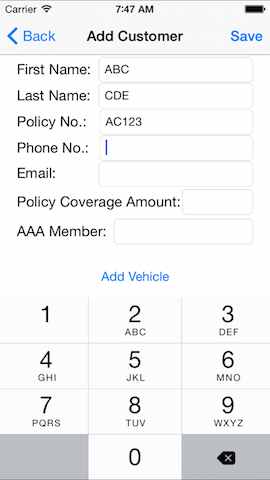 Carrier 7:47 AM
Back Add Customer Save
First Name: ABC
Last Name: CDE
Policy No.: AC123
Phone No.:
Email:
Policy Coverage Amount:
AAA Member:
Add Vehicle
1 2 3
ABC DEF
4 5 6
GHI JKL MNO
7 8 9
PQRS TUV WXYZ
0